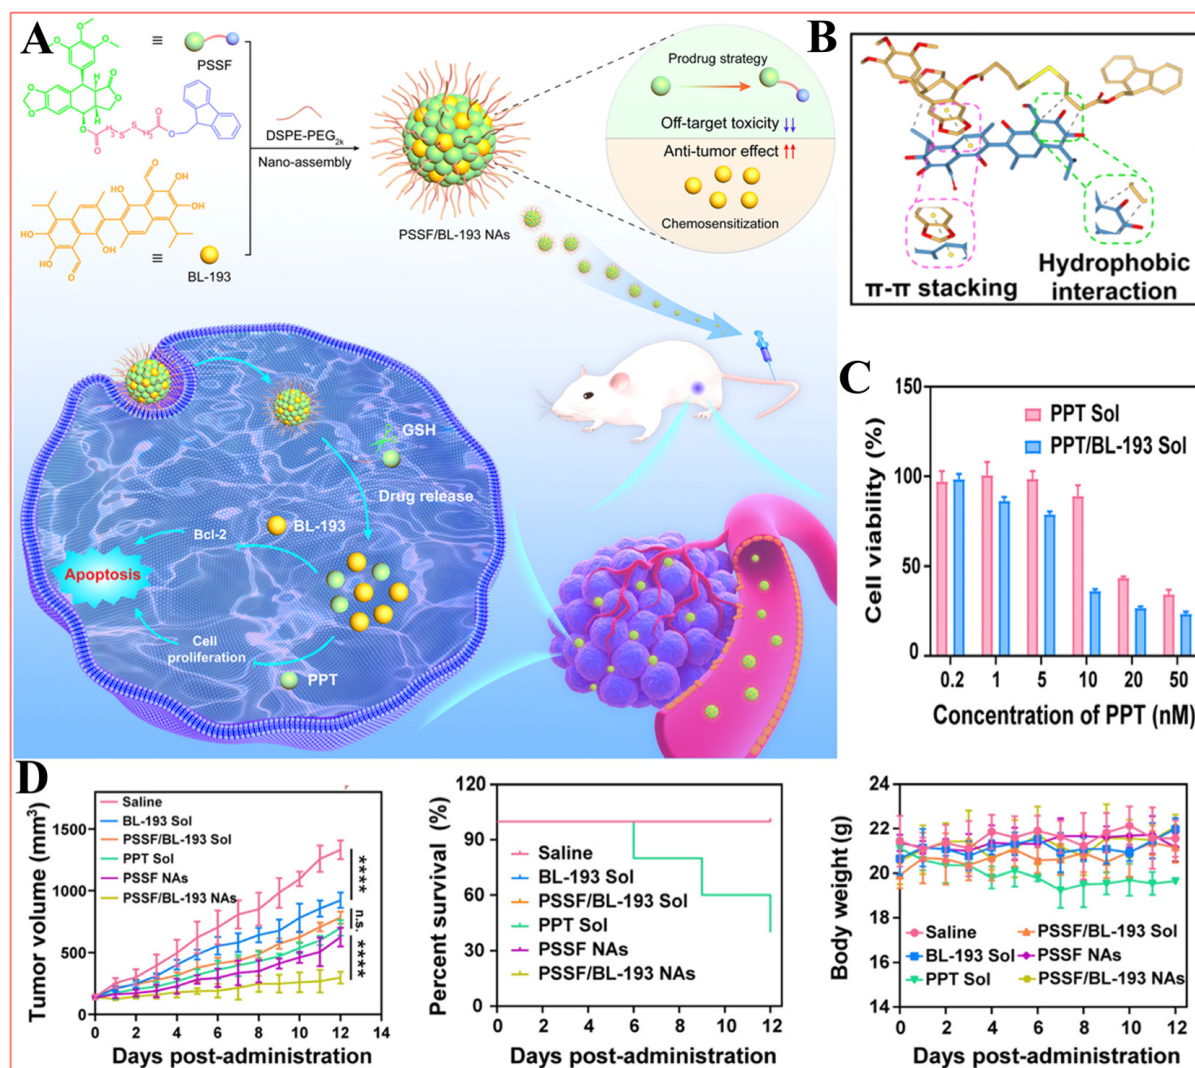 A
PSSF
DSPE-PEG2k
Nano-assembly
BL-193
PSSF/BL-193 NAs
Prodrug strategy
Off-target toxicity ↓↓
Anti-tumor effect ↑↑
Chemosensitization
GSH
Drug release
BL-193
Bcl-2
Apoptosis
Cell
proliferation
PPT
B
π-π stacking
Hydrophobic
interaction
C
Cell viability (%)
150
100
50
0
PPT Sol
PPT/BL-193 Sol
0.2 1 5 10 20 50
Concentration of PPT (nM)
D
Tumor volume (mm³)
1500
1000
500
0
Saline
BL-193 Sol
PSSF/BL-193 Sol
PPT Sol
PSSF NAs
PSSF/BL-193 NAs
****
n.s.
****
0 2 4 6 8 10 12 14
Days post-administration
Percent survival (%)
120
90
60
30
0
Saline
BL-193 Sol
PSSF/BL-193 Sol
PPT Sol
PSSF NAs
PSSF/BL-193 NAs
0 2 4 6 8 10 12
Days post-administration
Body weight (g)
24
22
20
18
16
14
Saline
BL-193 Sol
PPT Sol
PSSF/BL-193 Sol
PSSF NAs
PSSF/BL-193 NAs
0 2 4 6 8 10 12
Days post-administration